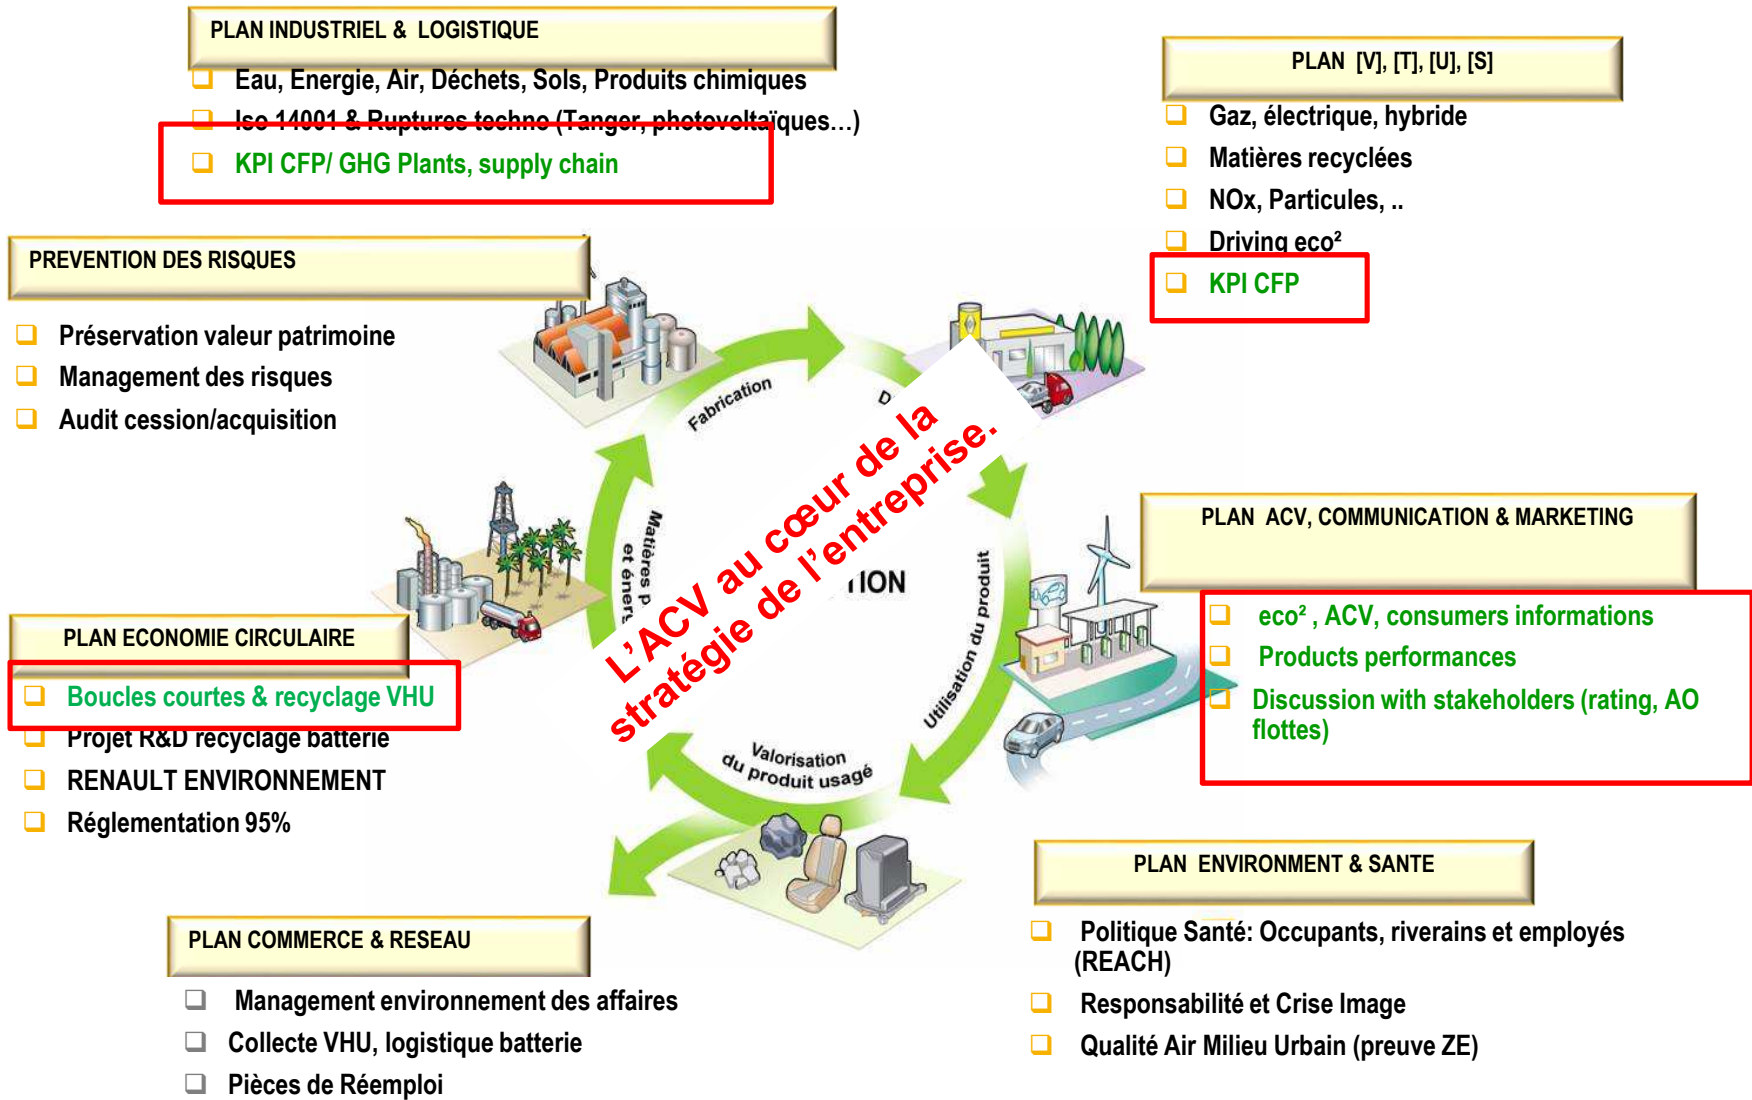 PLAN INDUSTRIEL & LOGISTIQUE
Eau, Energie, Air, Déchets, Sols, Produits chimiques
Iso 14001 & Ruptures techno (Tanger, photovoltaïques…)
KPI CFP/ GHG Plants, supply chain
PLAN [V], [T], [U], [S]
Gaz, électrique, hybride
Matières recyclées
NOx, Particules, ..
Driving eco²
KPI CFP
PREVENTION DES RISQUES
Préservation valeur patrimoine
Management des risques
Audit cession/acquisition
Fabrication
D
Matières p
et énerg
TION
Utilisation du produit
Valorisation
du produit usagé
L'ACV au cœur de la
stratégie de l'entreprise.
PLAN ACV, COMMUNICATION & MARKETING
eco² , ACV, consumers informations
Products performances
Discussion with stakeholders (rating, AO
flottes)
PLAN ECONOMIE CIRCULAIRE
Boucles courtes & recyclage VHU
Projet R&D recyclage batterie
RENAULT ENVIRONNEMENT
Réglementation 95%
PLAN ENVIRONMENT & SANTE
Politique Santé: Occupants, riverains et employés
(REACH)
Responsabilité et Crise Image
Qualité Air Milieu Urbain (preuve ZE)
PLAN COMMERCE & RESEAU
Management environnement des affaires
Collecte VHU, logistique batterie
Pièces de Réemploi